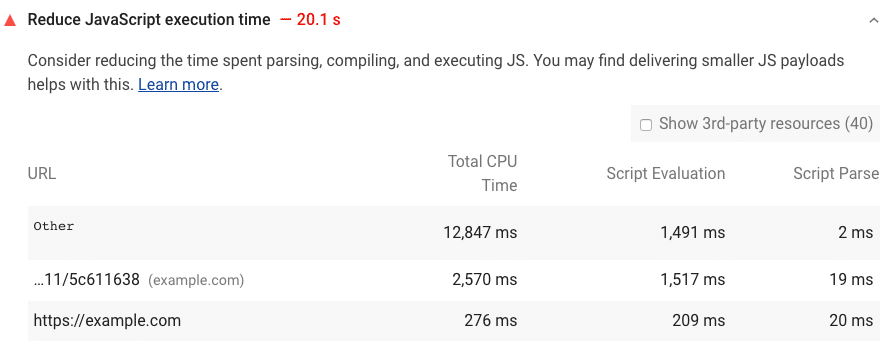 Reduce JavaScript execution time — 20.1 s
Consider reducing the time spent parsing, compiling, and executing JS. You may find delivering smaller JS payloads
helps with this. Learn more.
Show 3rd-party resources (40)
URL Total CPU Time Script Evaluation Script Parse
Other 12,847 ms 1,491 ms 2 ms
…11/5c611638 (example.com) 2,570 ms 1,517 ms 19 ms
https://example.com 276 ms 209 ms 20 ms